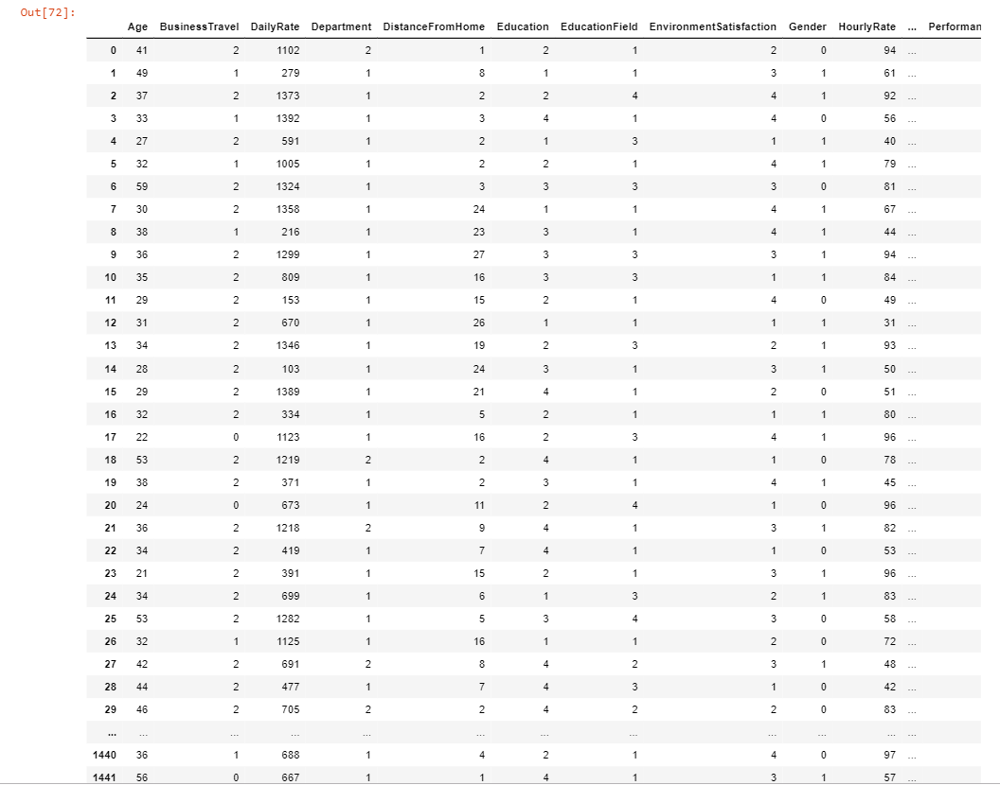 Out[72]:
Age BusinessTravel DailyRate Department DistanceFromHome Education EducationField EnvironmentSatisfaction Gender HourlyRate ... Performan
0 41 2 1102 2 1 2 1 2 0 94 ...
1 49 1 279 1 8 1 1 3 1 61 ...
2 37 2 1373 1 2 2 4 4 1 92 ...
3 33 1 1392 1 3 4 1 4 0 56 ...
4 27 2 591 1 2 1 3 1 1 40 ...
5 32 1 1005 1 2 2 1 4 1 79 ...
6 59 2 1324 1 3 3 3 3 0 81 ...
7 30 2 1358 1 24 1 1 4 1 67 ...
8 38 1 216 1 23 3 1 4 1 44 ...
9 36 2 1299 1 27 3 3 3 1 94 ...
10 35 2 809 1 16 3 3 1 1 84 ...
11 29 2 153 1 15 2 1 4 0 49 ...
12 31 2 670 1 26 1 1 1 1 31 ...
13 34 2 1346 1 19 2 3 2 1 93 ...
14 28 2 103 1 24 3 1 3 1 50 ...
15 29 2 1389 1 21 4 1 2 0 51 ...
16 32 2 334 1 5 2 1 1 1 80 ...
17 22 0 1123 1 16 2 3 4 1 96 ...
18 53 2 1219 2 2 4 1 1 0 78 ...
19 38 2 371 1 2 3 1 4 1 45 ...
20 24 0 673 1 11 2 4 1 0 96 ...
21 36 2 1218 2 9 4 1 3 1 82 ...
22 34 2 419 1 7 4 1 1 0 53 ...
23 21 2 391 1 15 2 1 3 1 96 ...
24 34 2 699 1 6 1 3 2 1 83 ...
25 53 2 1282 1 5 3 4 3 0 58 ...
26 32 1 1125 1 16 1 1 2 0 72 ...
27 42 2 691 2 8 4 2 3 1 48 ...
28 44 2 477 1 7 4 3 1 0 42 ...
29 46 2 705 2 2 4 2 2 0 83 ...
... ... ... ... ... ... ... ... ... ... ... ...
1440 36 1 688 1 4 2 1 4 0 97 ...
1441 56 0 667 1 1 4 1 3 1 57 ...